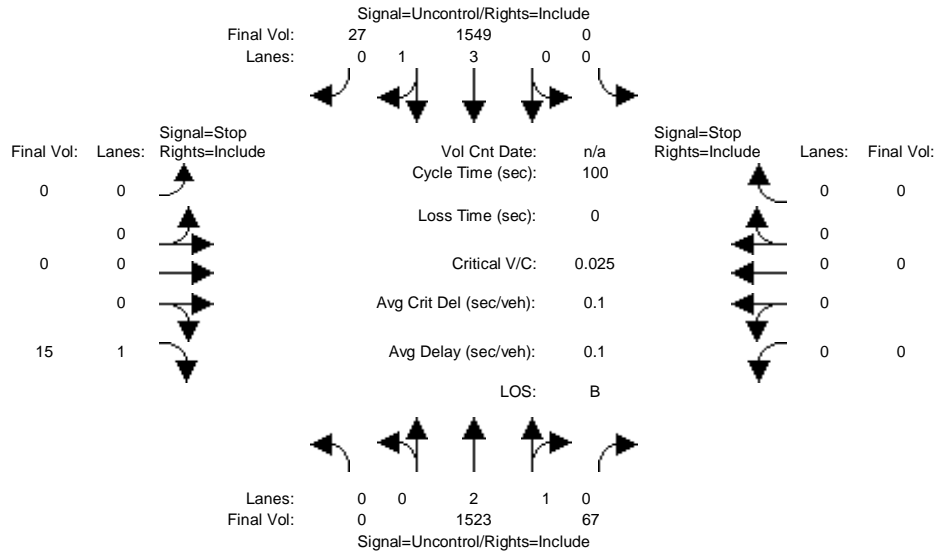 Signal=Uncontrol/Rights=Include
Final Vol: 27 1549 0
Lanes: 0 1 3 0 0
Signal=Stop Signal=Stop
Final Vol: Lanes: Rights=Include Vol Cnt Date: n/a Rights=Include Lanes: Final Vol:
Cycle Time (sec): 100
0 0 0 0
Loss Time (sec): 0
0 0
0 0 Critical V/C: 0.025 0 0
0 Avg Crit Del (sec/veh): 0.1 0
15 1 Avg Delay (sec/veh): 0.1 0 0
LOS: B
Lanes: 0 0 2 1 0
Final Vol: 0 1523 67
Signal=Uncontrol/Rights=Include